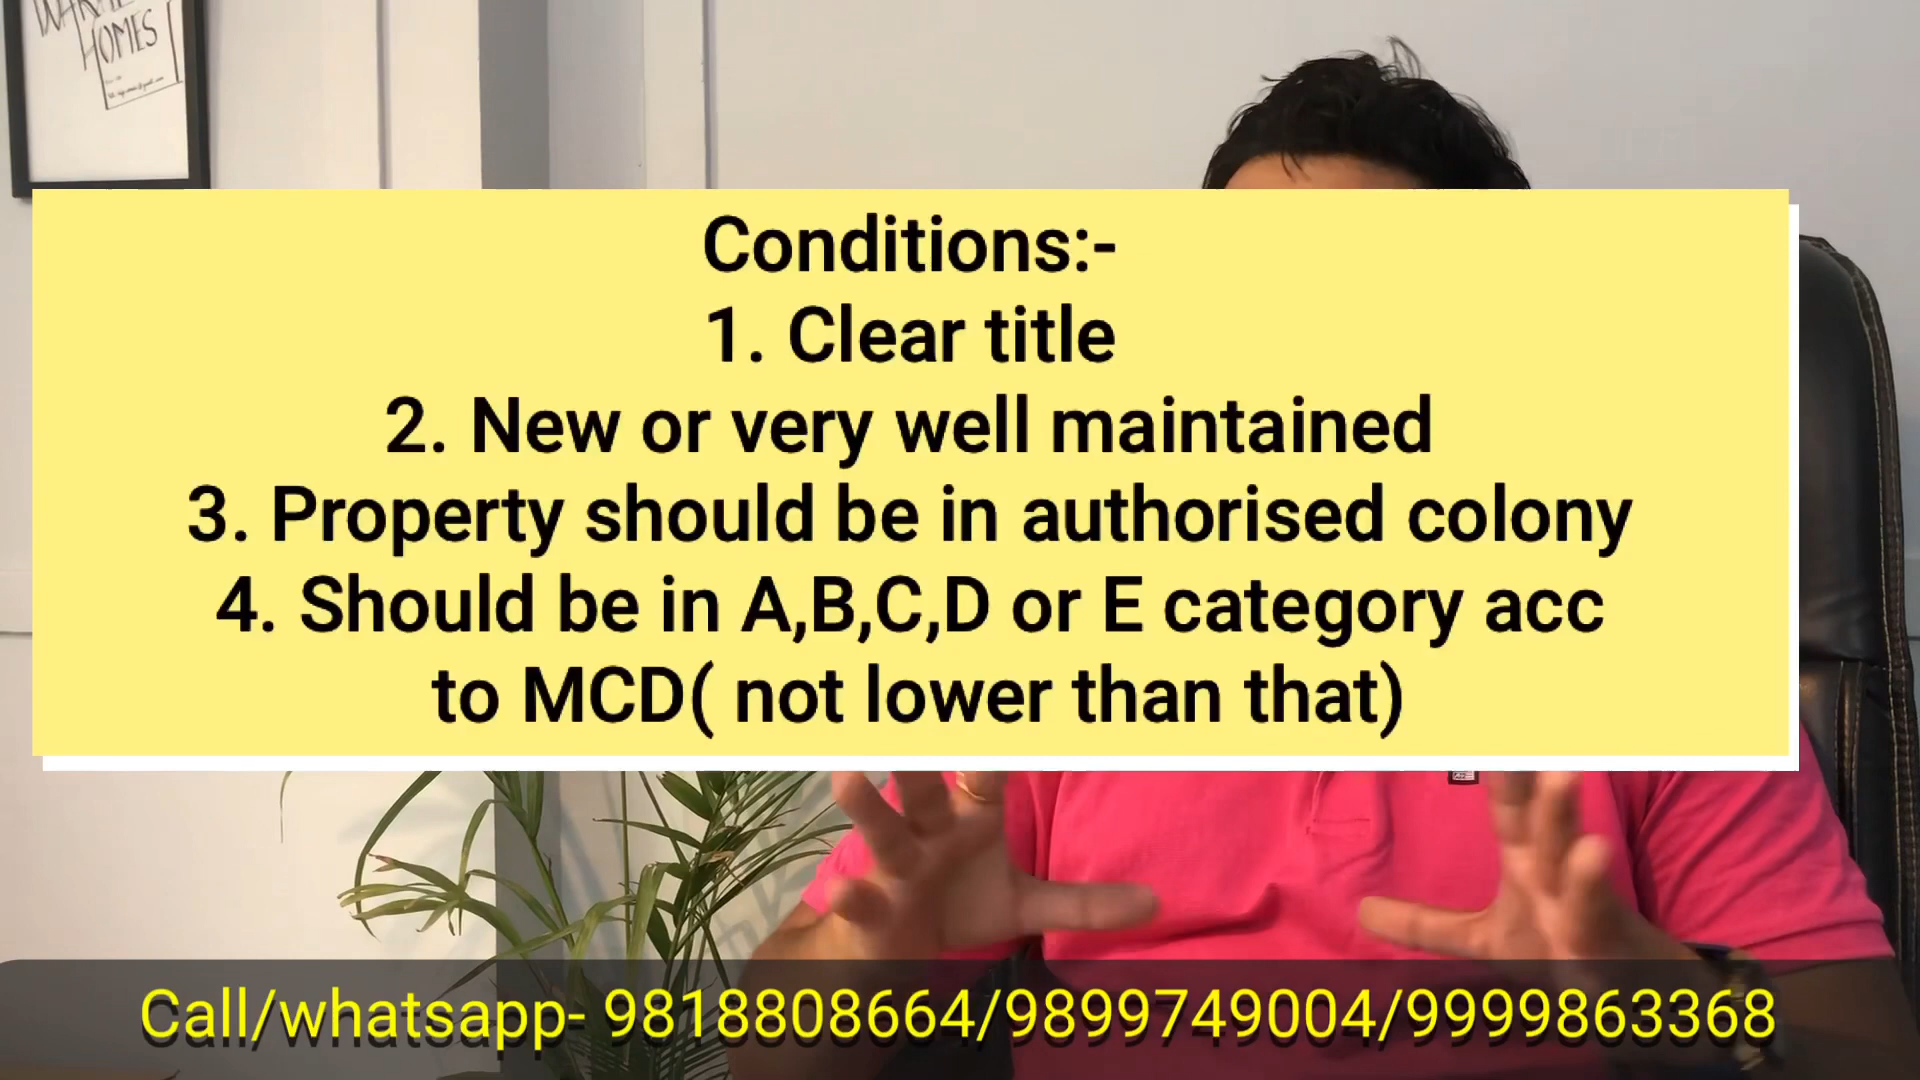 HOMES
Conditions:-
1. Clear title
2. New or very well maintained
3. Property should be in authorised colony
4. Should be in A,B,C,D or E category acc
to MCD( not lower than that)
Call/whatsapp- 9818808664/9899749004/9999863368